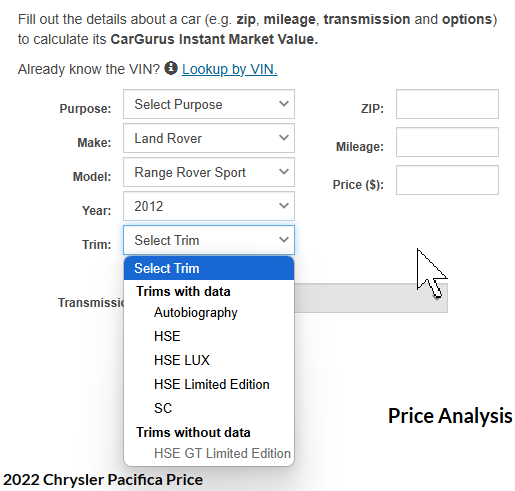 Fill out the details about a car (e.g. zip, mileage, transmission and options)
to calculate its CarGurus Instant Market Value.
Already know the VIN? i Lookup by VIN.
Purpose: Select Purpose ZIP:
Make: Land Rover Mileage:
Model: Range Rover Sport Price ($):
Year: 2012
Trim: Select Trim
Select Trim
Trims with data
Transmissi
Autobiography
HSE
HSE LUX
HSE Limited Edition
SC
Price Analysis
Trims without data
HSE GT Limited Edition
2022 Chrysler Pacifica Price